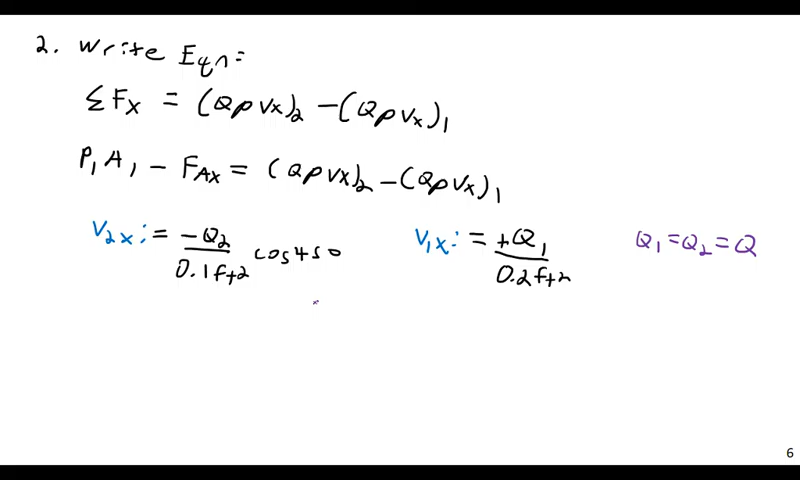 2. Write Eqn:
ΣFx = (Qρvx)₂ - (Qρvx)₁
P₁A₁ - FAx = (Qρvx)₂ - (Qρvx)₁
V₂x: = -Q₂/0.1ft2 cos450 V₁x: = +Q₁/0.2ft2 Q₁=Q₂=Q
6